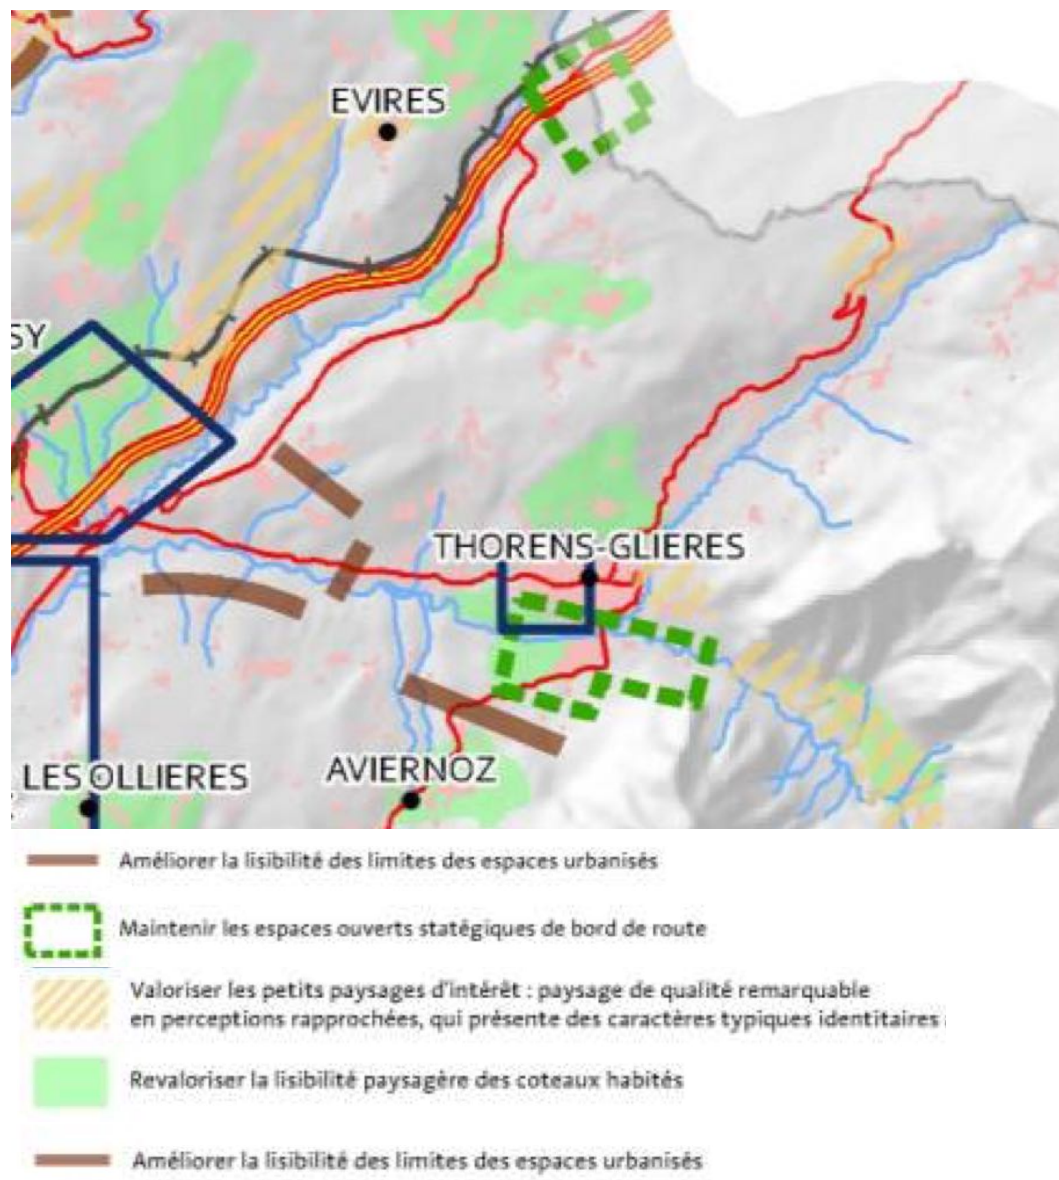 EVIRES
SY
THORENS-GLIERES
LES OLLIERES
AVIERNOZ
Améliorer la lisibilité des limites des espaces urbanisés
Maintenir les espaces ouverts statégiques de bord de route
Valoriser les petits paysages d'intérêt : paysage de qualité remarquable
en perceptions rapprochées, qui présente des caractères typiques identitaires
Revaloriser la lisibilité paysagère des coteaux habités
Améliorer la lisibilité des limites des espaces urbanisés